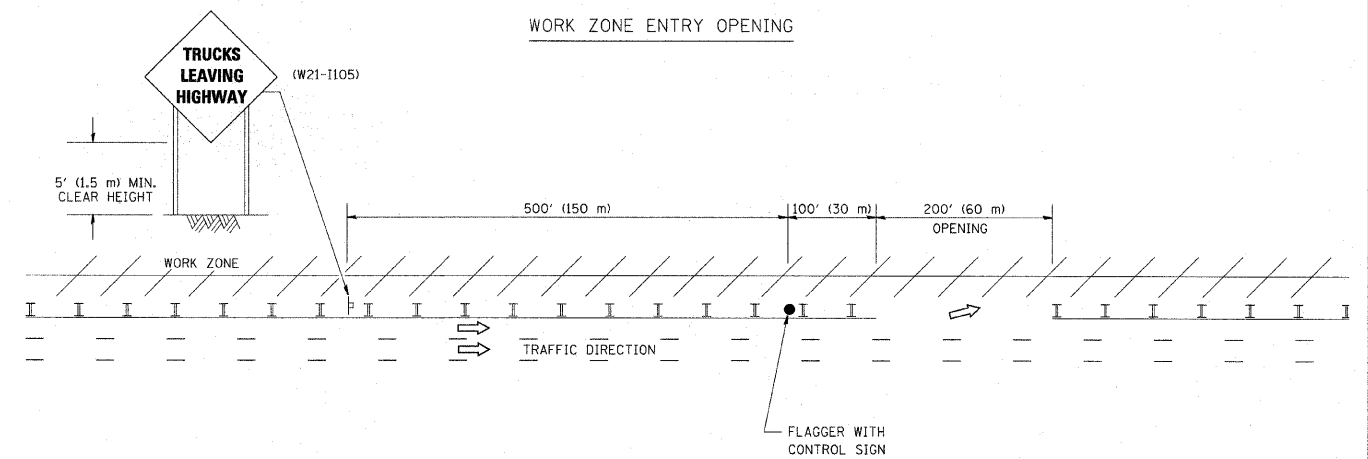 WORK ZONE ENTRY OPENING
TRUCKS
LEAVING
HIGHWAY
(W21-I105)
5' (1.5 m) MIN.
CLEAR HEIGHT
500' (150 m)
100' (30 m)
200' (60 m)
OPENING
WORK ZONE
TRAFFIC DIRECTION
FLAGGER WITH
CONTROL SIGN